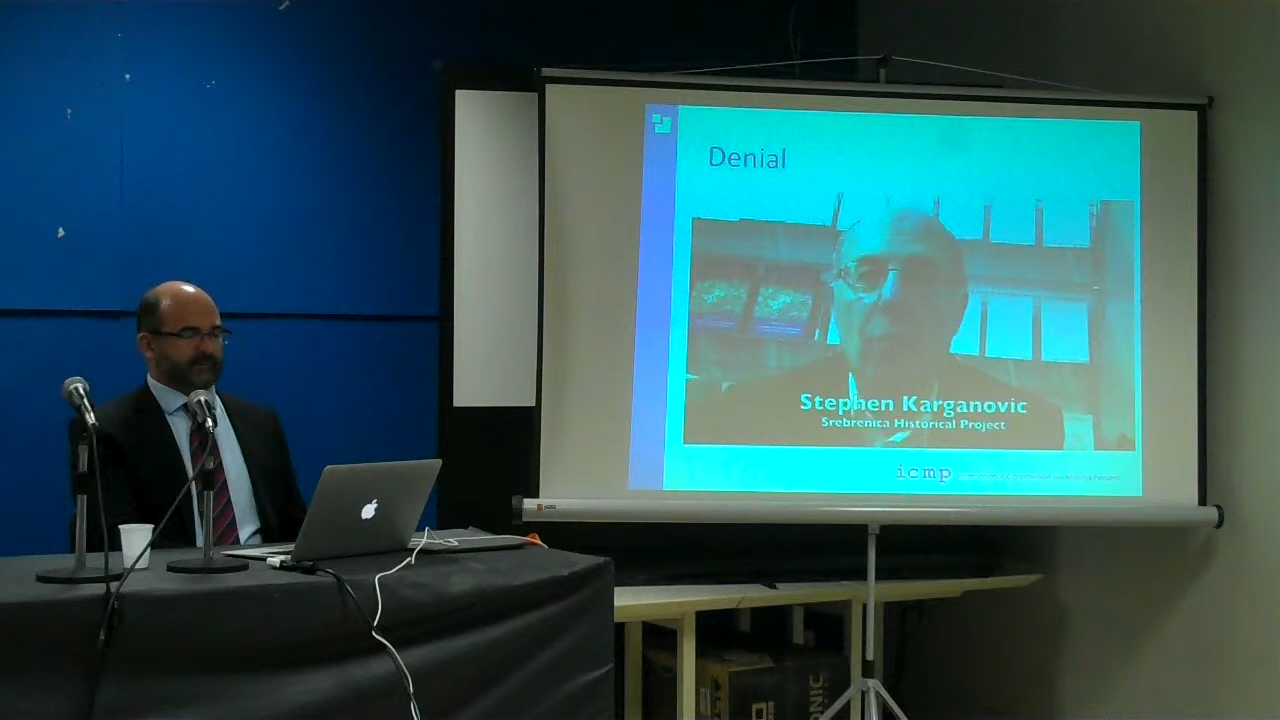 Denial
Stephen Karganovic
Srebrenica Historical Project
icmp